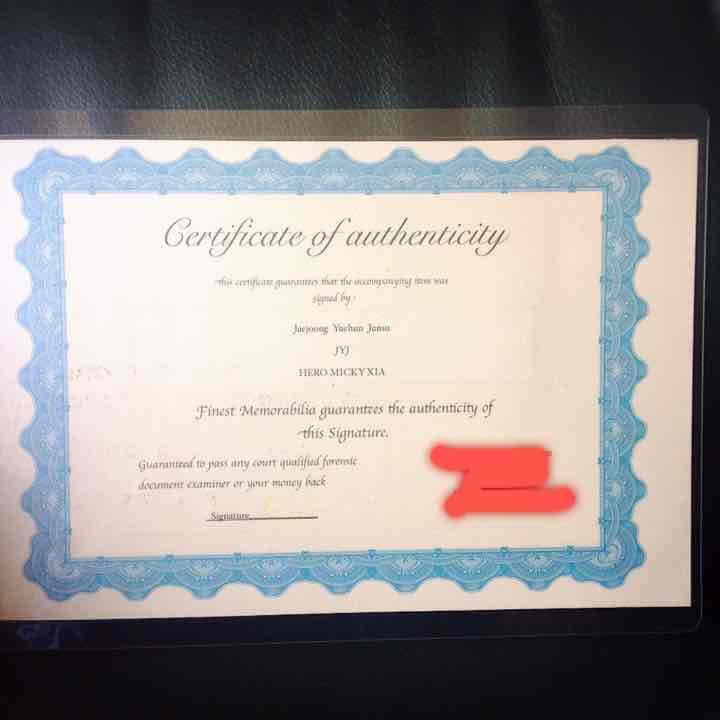 Certificate of authenticity
this certificate guarantees that the accompanying item was
signed by :
Jaejoong Yuchun Junsu
JYJ
HERO MICKY XIA
Finest Memorabilia guarantees the authenticity of
this Signature.
Guaranteed to pass any court qualified forensic
document examiner or your money back
Signature